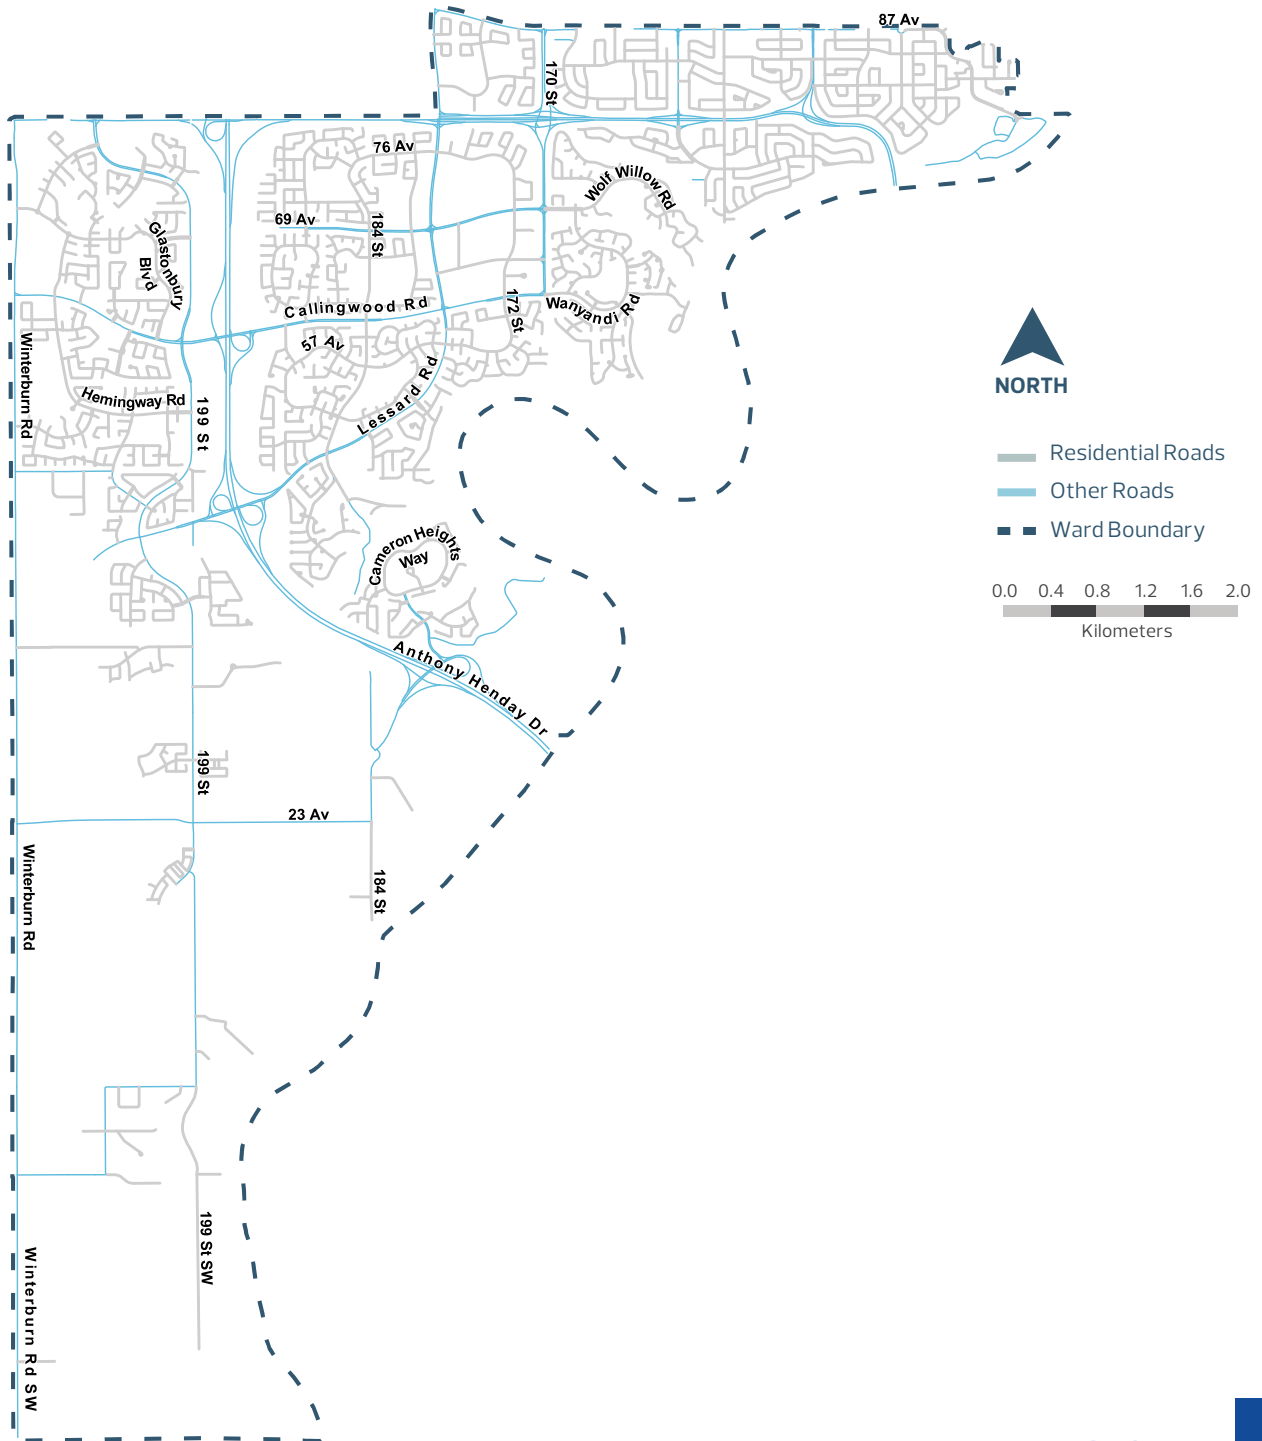 87 Av
170 St
76 Av
Wolf Willow Rd
69 Av
184 St
Glastonbury
Blvd
Callingwood Rd
172 St
Wanyandi Rd
Winterburn Rd
57 Av
Lessard Rd
Hemingway Rd
199 St
NORTH
Residential Roads
Other Roads
Ward Boundary
Cameron Heights
Way
0.0 0.4 0.8 1.2 1.6 2.0
Kilometers
Anthony Henday Dr
199 St
23 Av
Winterburn Rd
184 St
199 St SW
Winterburn Rd SW